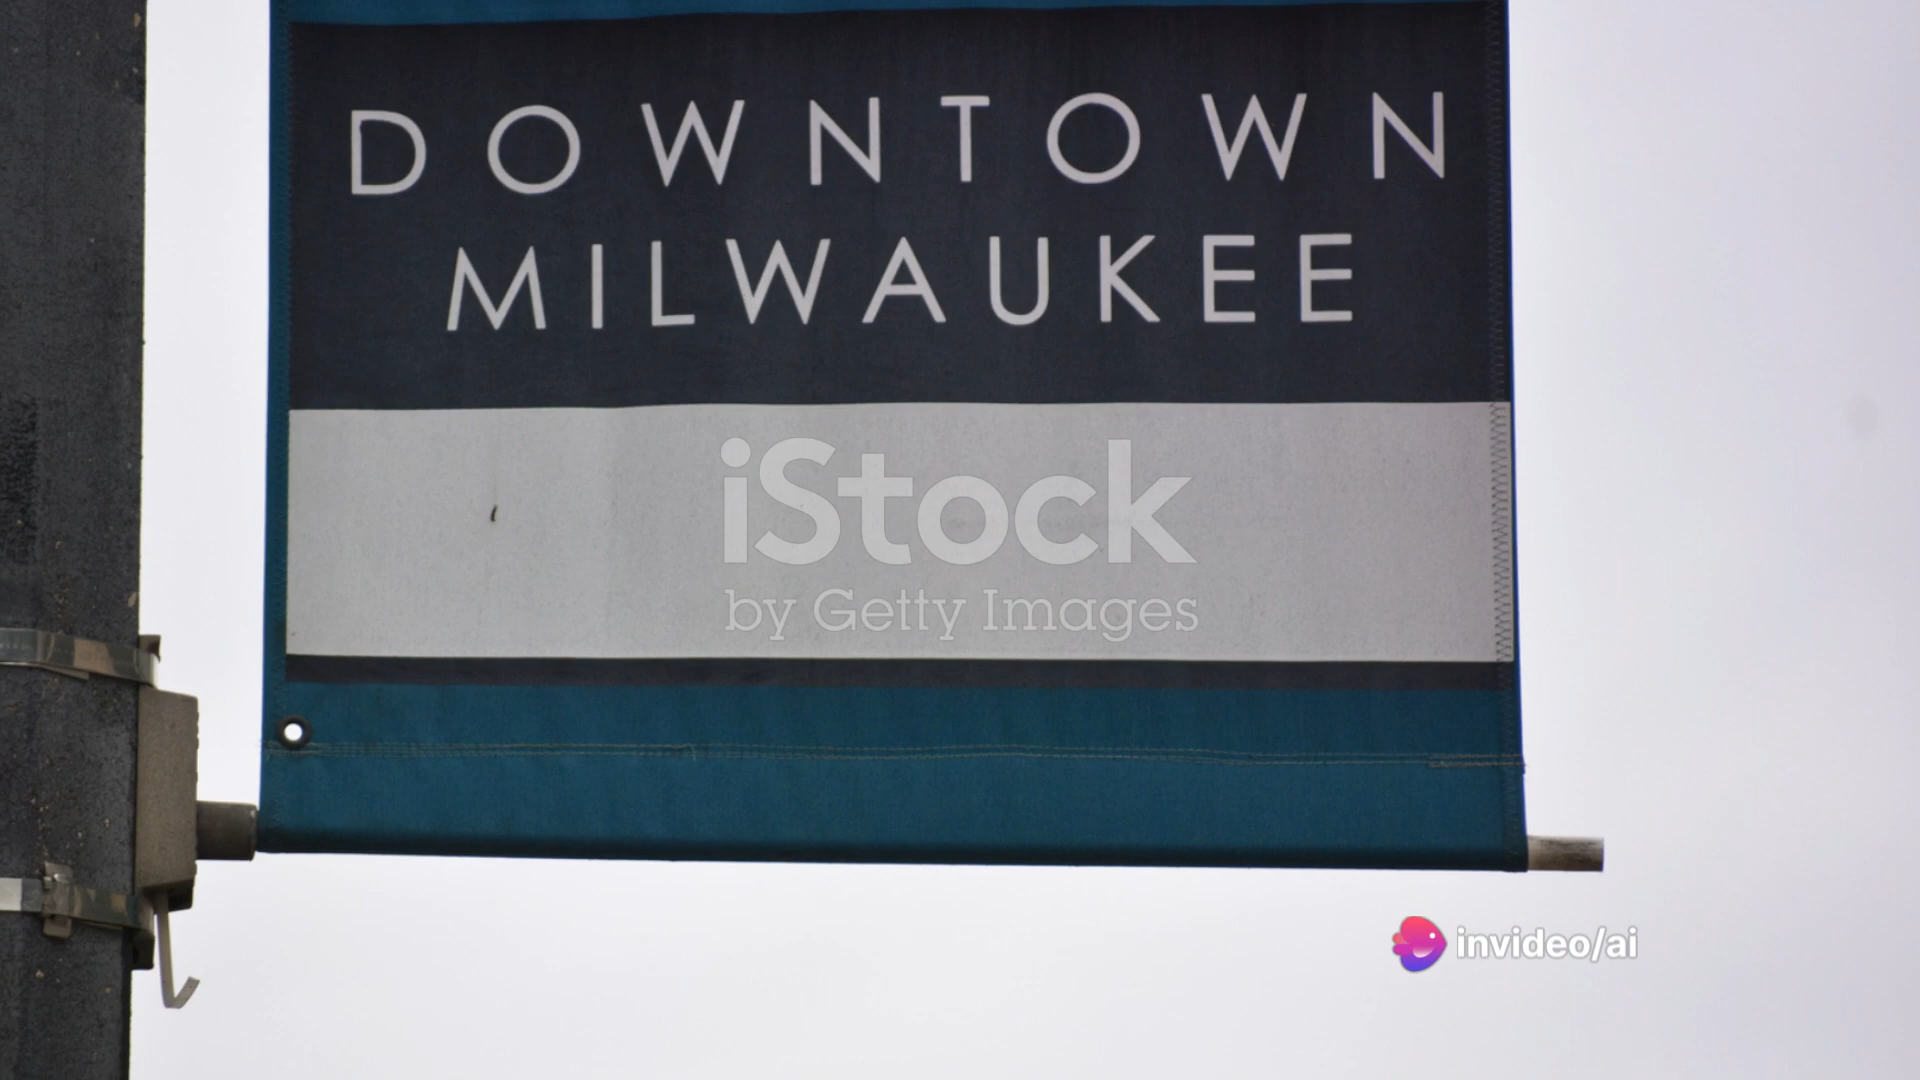 DOWNTOWN
MILWAUKEE
iStock
by Getty Images
invideo/ai